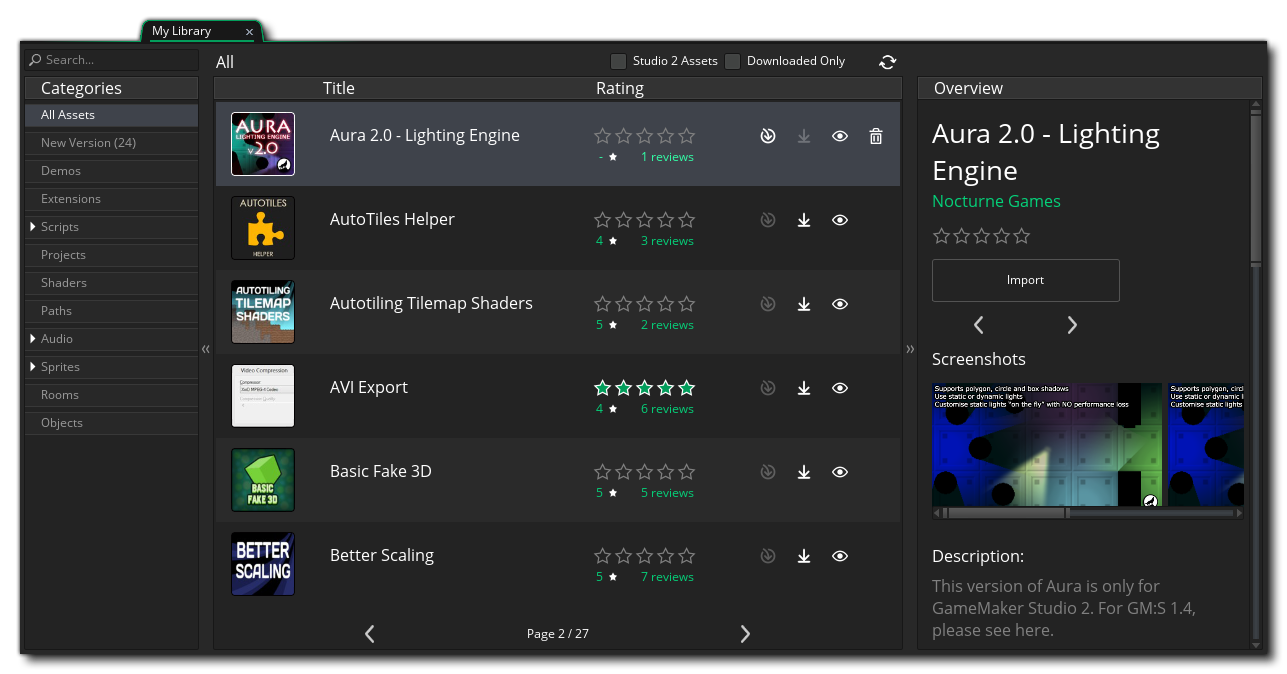 My Library
Search...
All
Studio 2 Assets
Downloaded Only
Categories
All Assets
New Version (24)
Demos
Extensions
Scripts
Projects
Shaders
Paths
Audio
Sprites
Rooms
Objects
Title Rating
AURA
LIGHTING ENGINE
v2.0
Aura 2.0 - Lighting Engine
- 1 reviews
AUTOTILES
HELPER
AutoTiles Helper
4 3 reviews
AUTOTILING
TILEMAP
SHADERS
Autotiling Tilemap Shaders
5 2 reviews
Video Compression
AVI Export
4 6 reviews
BASIC
FAKE 3D
Basic Fake 3D
5 5 reviews
BETTER
SCALING
Better Scaling
5 7 reviews
Page 2 / 27
Overview
Aura 2.0 - Lighting
Engine
Nocturne Games
Import
Screenshots
Supports polygon, circle and box shadows
Use static or dynamic lights
Customise static lights "on the fly" with NO performance loss
Supports polygon, circl
Use static or dynamic li
Customise static lights
Description:
This version of Aura is only for
GameMaker Studio 2. For GM:S 1.4,
please see here.